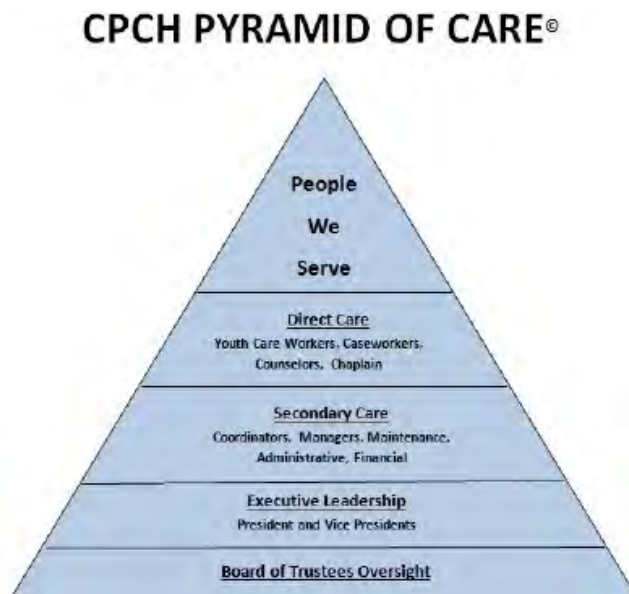 CPCH PYRAMID OF CARE©
People
We
Serve
Direct Care
Youth Care Workers, Caseworkers,
Counselors, Chaplain
Secondary Care
Coordinators, Managers, Maintenance,
Administrative, Financial
Executive Leadership
President and Vice Presidents
Board of Trustees Oversight